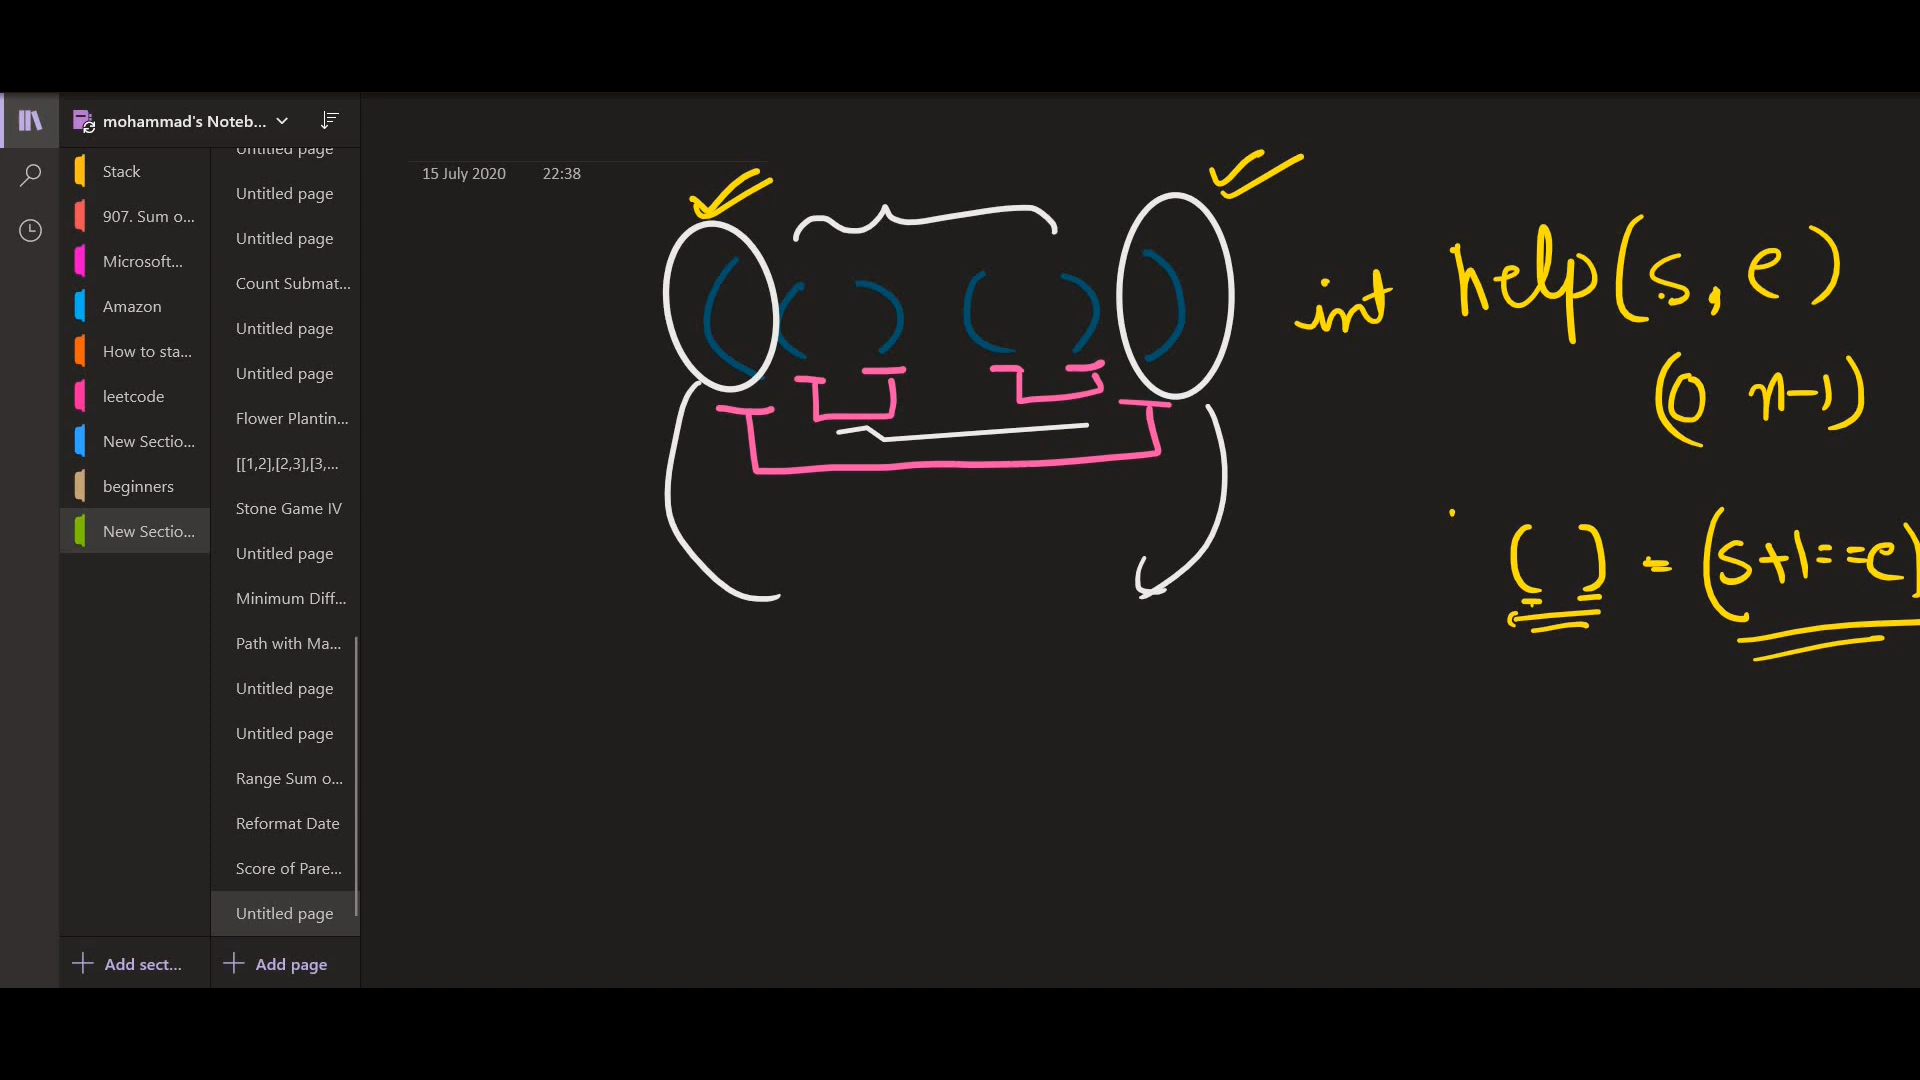 mohammad's Noteb...
Stack
907. Sum o...
Microsoft...
Amazon
How to sta...
leetcode
New Sectio...
beginners
New Sectio...
Add sect...
Untitled page
Untitled page
Untitled page
Count Submat...
Untitled page
Untitled page
Flower Plantin...
[[1,2],[2,3],[3,...
Stone Game IV
Untitled page
Minimum Diff...
Path with Ma...
Untitled page
Untitled page
Range Sum o...
Reformat Date
Score of Pare...
Untitled page
Add page
15 July 2020 22:38
( ( ) ( ) )
int help(s, e)
(0 n-1)
( ) = (s+1==e)